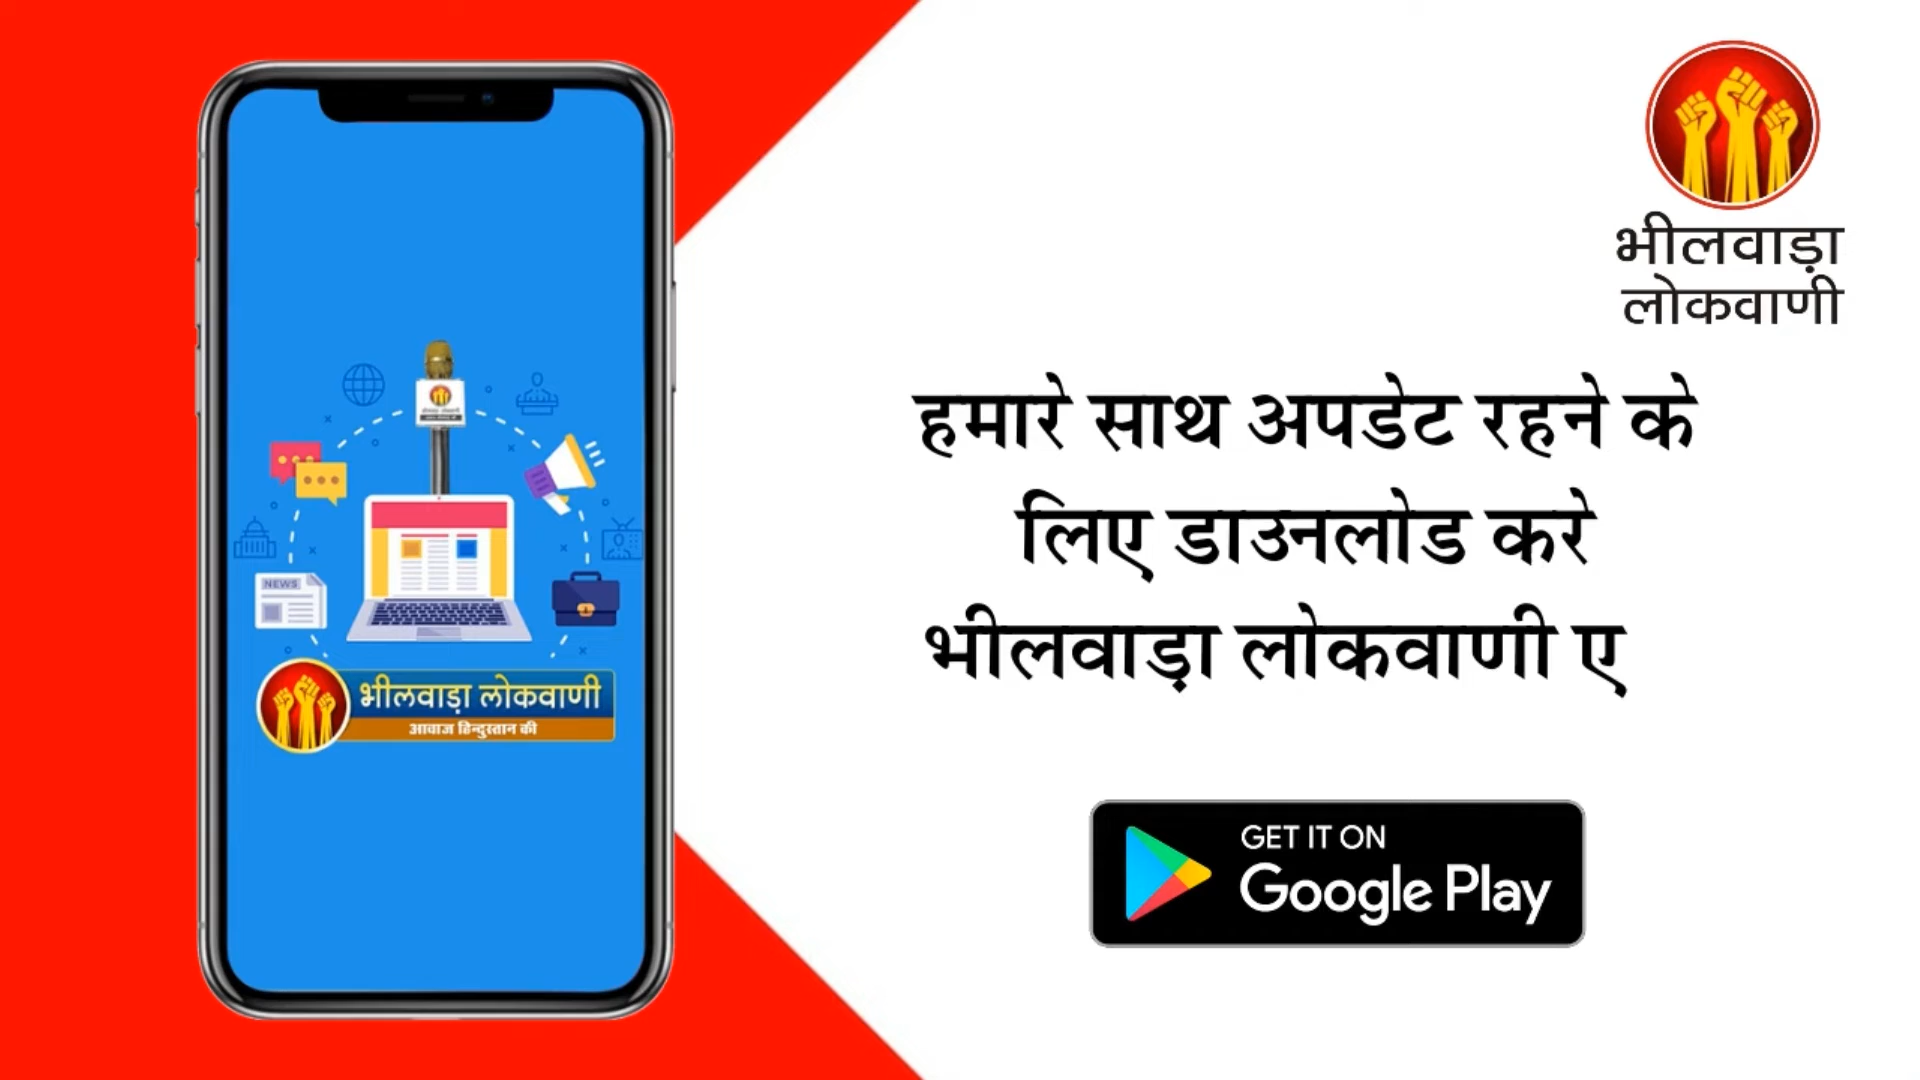 भीलवाड़ा
लोकवाणी
हमारे साथ अपडेट रहने के
लिए डाउनलोड करे
भीलवाड़ा लोकवाणी ए
GET IT ON
Google Play
NEWS
भीलवाड़ा लोकवाणी
आवाज हिन्दुस्तान की